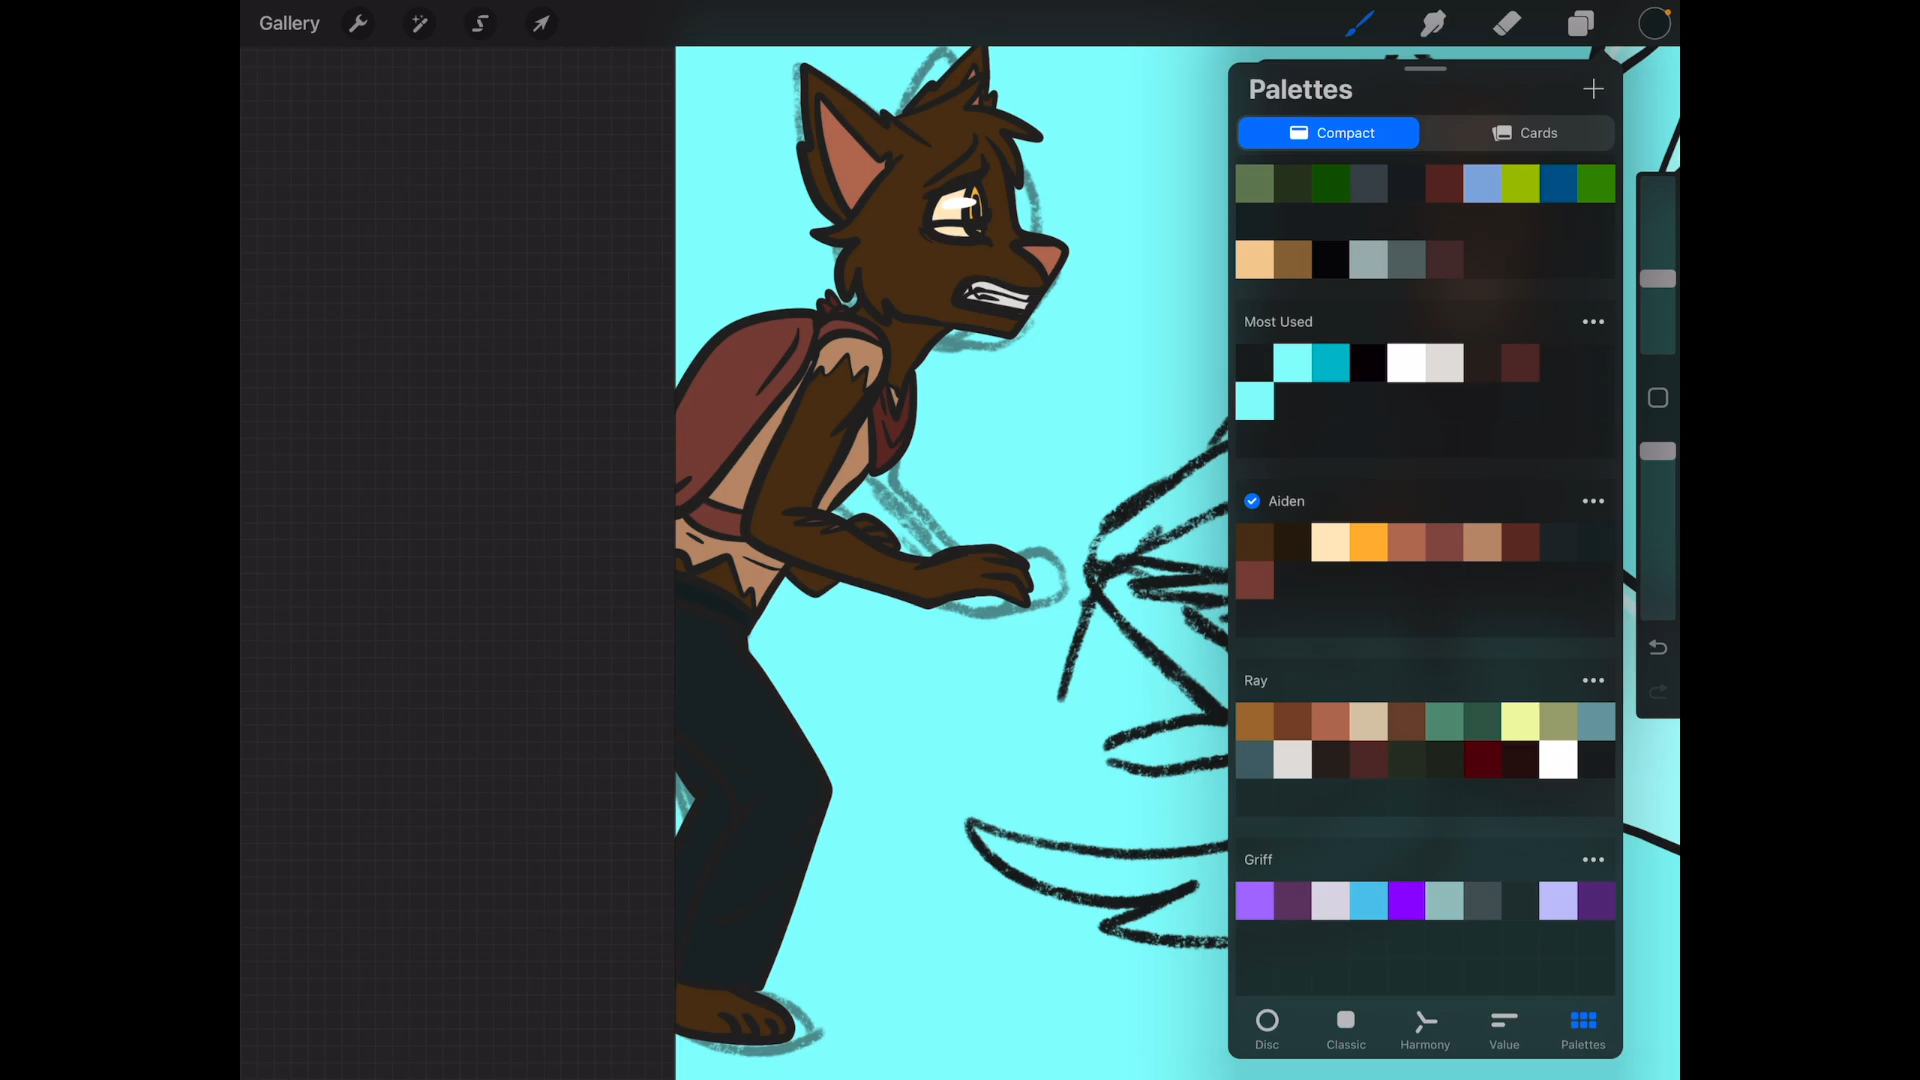 Gallery
Palettes
Compact
Cards
Most Used
Aiden
Ray
Griff
Disc
Classic
Harmony
Value
Palettes